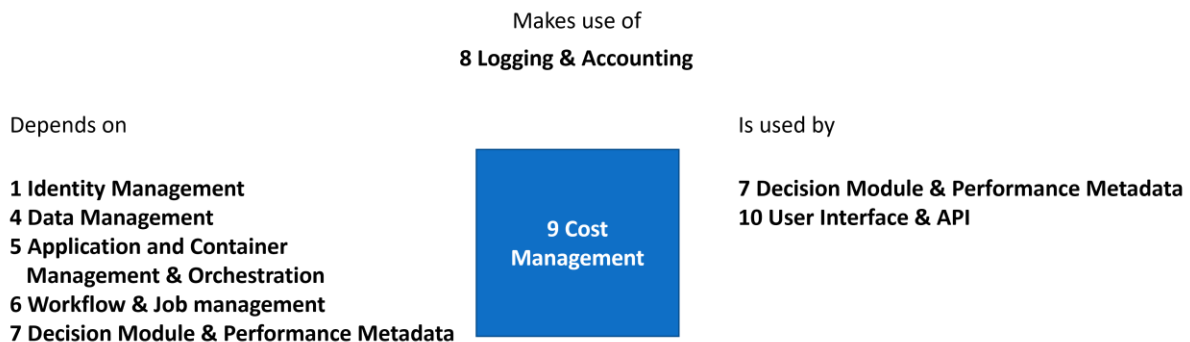 Makes use of
8 Logging & Accounting
Depends on
1 Identity Management
4 Data Management
5 Application and Container
Management & Orchestration
6 Workflow & Job management
7 Decision Module & Performance Metadata
9 Cost
Management
Is used by
7 Decision Module & Performance Metadata
10 User Interface & API